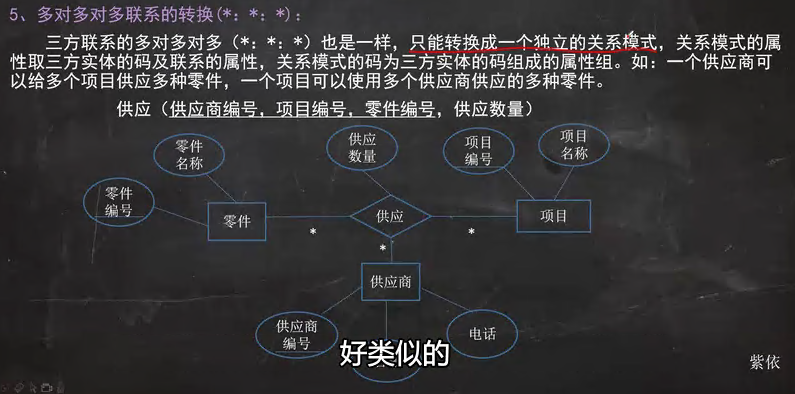 5、多对多对多联系的转换(*：*：*)：
三方联系的多对多对多（*：*：*）也是一样，只能转换成一个独立的关系模式，关系模式的属
性取三方实体的码及联系的属性，关系模式的码为三方实体的码组成的属性组。如：一个供应商可
以给多个项目供应多种零件，一个项目可以使用多个供应商供应的多种零件。
供应（供应商编号，项目编号，零件编号，供应数量）
零件
名称
供应
数量
项目
编号
项目
名称
零件
编号
零件
供应
项目
*
*
*
供应商
供应商
编号
电话
好类似的
紫依